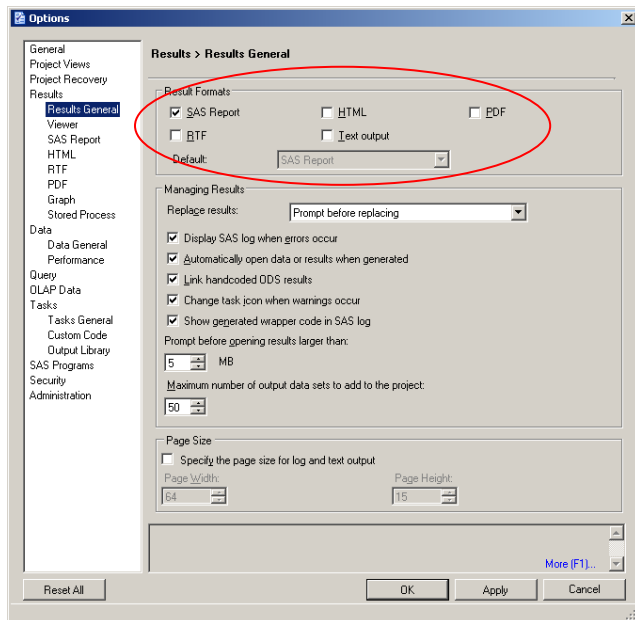 Options
General
Project Views
Project Recovery
Results
Results General
Viewer
SAS Report
HTML
RTF
PDF
Graph
Stored Process
Data
Data General
Performance
Query
OLAP Data
Tasks
Tasks General
Custom Code
Output Library
SAS Programs
Security
Administration
Results > Results General
Result Formats
SAS Report HTML PDF
RTF Text output
Default: SAS Report
Managing Results
Replace results: Prompt before replacing
Display SAS log when errors occur
Automatically open data or results when generated
Link handcoded ODS results
Change task icon when warnings occur
Show generated wrapper code in SAS log
Prompt before opening results larger than:
5 MB
Maximum number of output data sets to add to the project:
50
Page Size
Specify the page size for log and text output
Page Width: Page Height:
64 15
More (F1)...
Reset All OK Apply Cancel